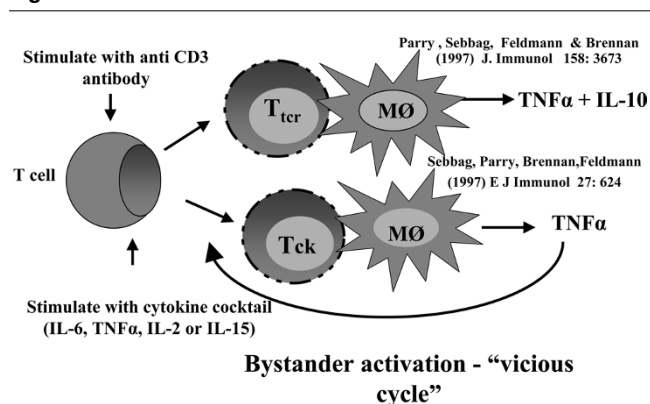 Stimulate with anti CD3
antibody
T cell
Stimulate with cytokine cocktail
(IL-6, TNFα, IL-2 or IL-15)
Parry , Sebbag, Feldmann & Brennan
(1997) J. Immunol 158: 3673
Ttcr
MØ
TNFα + IL-10
Sebbag, Parry, Brennan,Feldmann
(1997) E J Immunol 27: 624
Tck
MØ
TNFα
Bystander activation - “vicious
cycle”